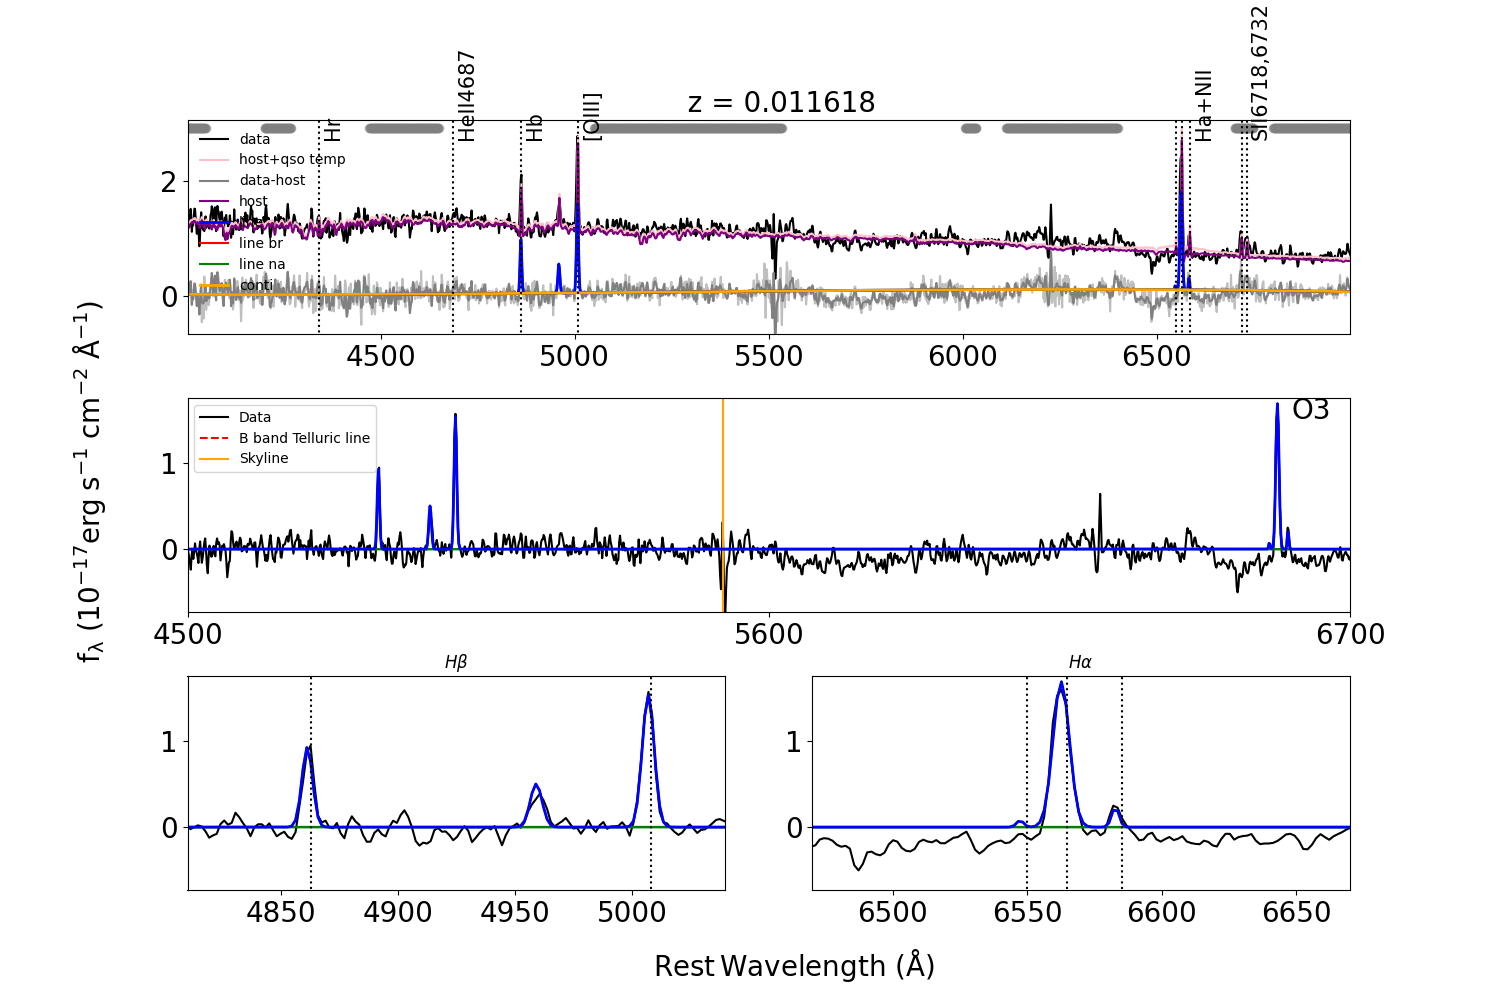 z = 0.011618
Hr
HeII4687
Hb
[OIII]
Ha+NII
SII6718,6732
data
host+qso temp
data-host
host
line br
line na
conti
2
0
4500 5000 5500 6000 6500
fλ (10−17erg s−1 cm−2 Å−1)
Data
B band Telluric line
Skyline
O3
1
0
4500 5600 6700
Hβ
1
0
4850 4900 4950 5000
Hα
1
0
6500 6550 6600 6650
Rest Wavelength (Å)